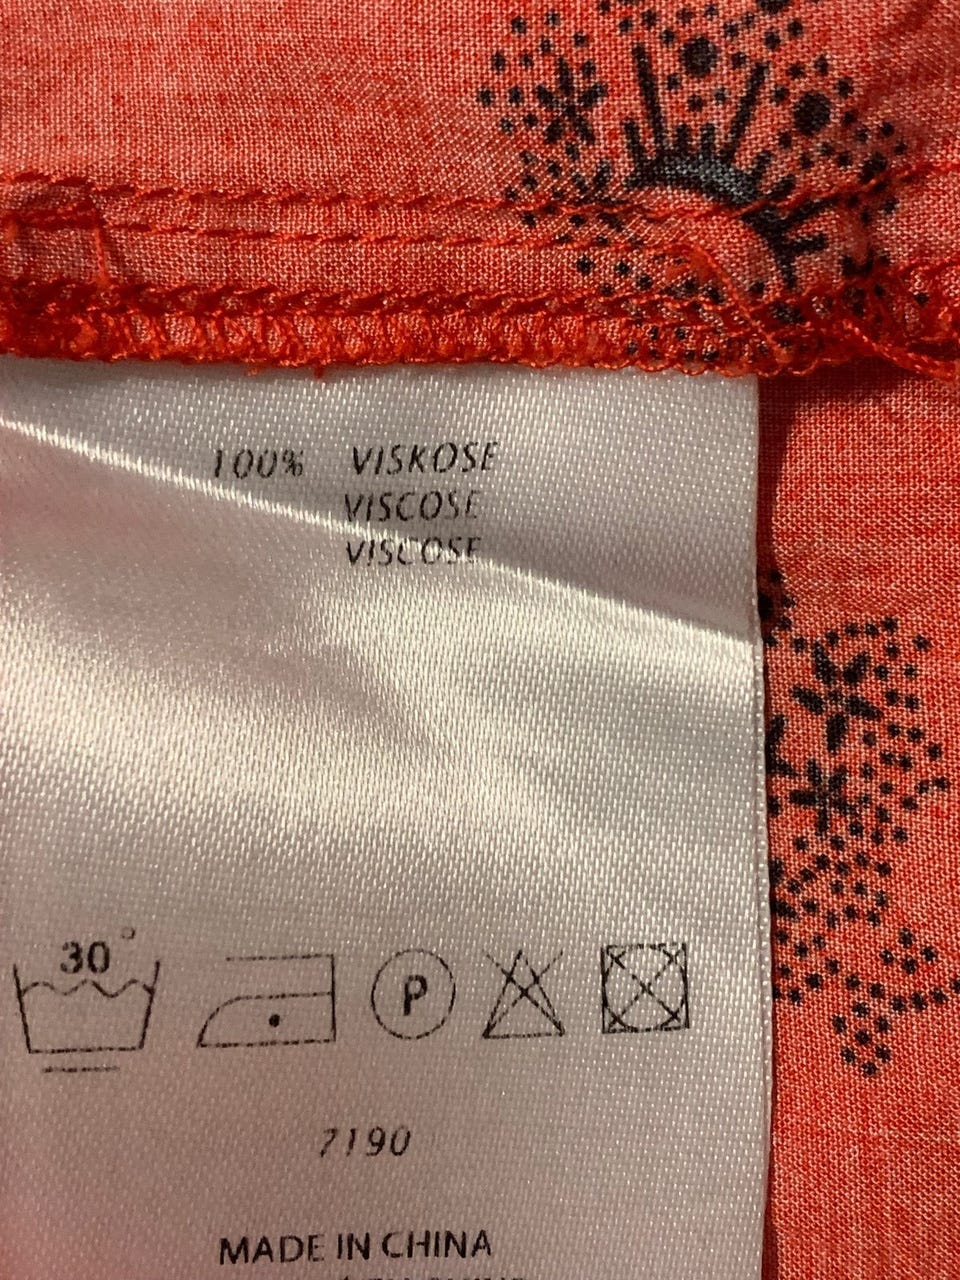 100% VISKOSE
VISCOSE
VISCOSE
30°
P
7190
MADE IN CHINA